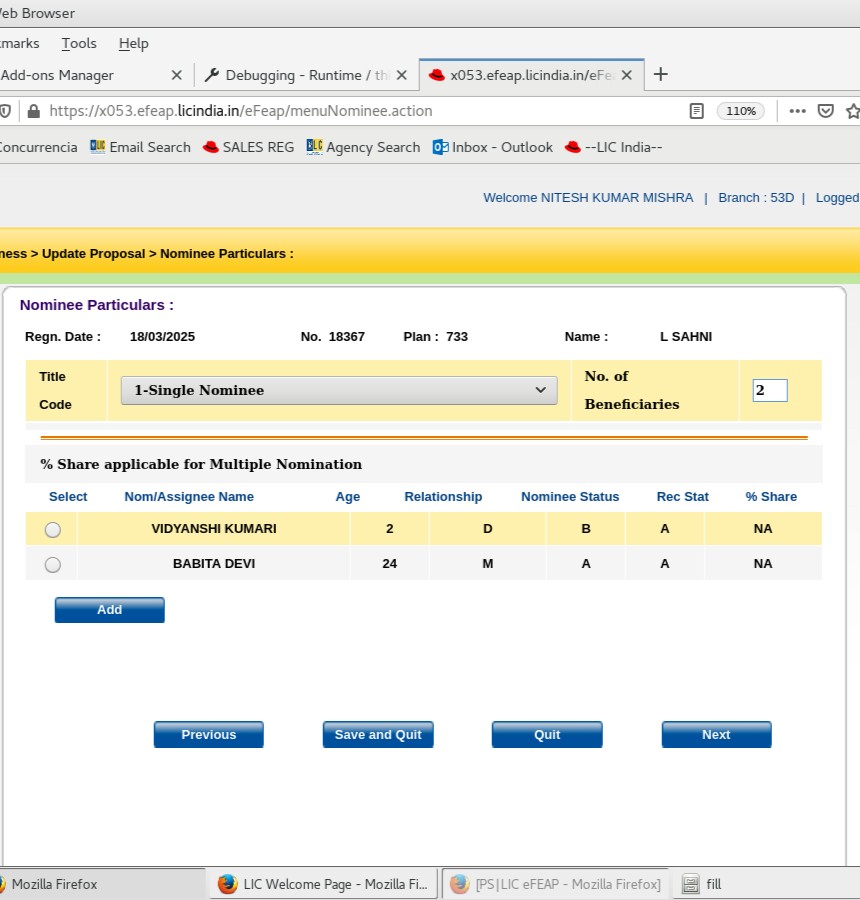 eb Browser
marks Tools Help
Add-ons Manager Debugging - Runtime / th x053.efeap.licindia.in/eFe
https://x053.efeap.licindia.in/eFeap/menuNominee.action 110%
Concurrencia Email Search SALES REG Agency Search Inbox - Outlook --LIC India--
Welcome NITESH KUMAR MISHRA | Branch : 53D | Logged
ness > Update Proposal > Nominee Particulars :
Nominee Particulars :
Regn. Date : 18/03/2025 No. 18367 Plan : 733 Name : L SAHNI
Title Code 1-Single Nominee No. of Beneficiaries 2
% Share applicable for Multiple Nomination
Select Nom/Assignee Name Age Relationship Nominee Status Rec Stat % Share
VIDYANSHI KUMARI 2 D B A NA
BABITA DEVI 24 M A A NA
Add
Previous Save and Quit Quit Next
Mozilla Firefox LIC Welcome Page - Mozilla Fi... [PS|LIC eFEAP - Mozilla Firefox] fill